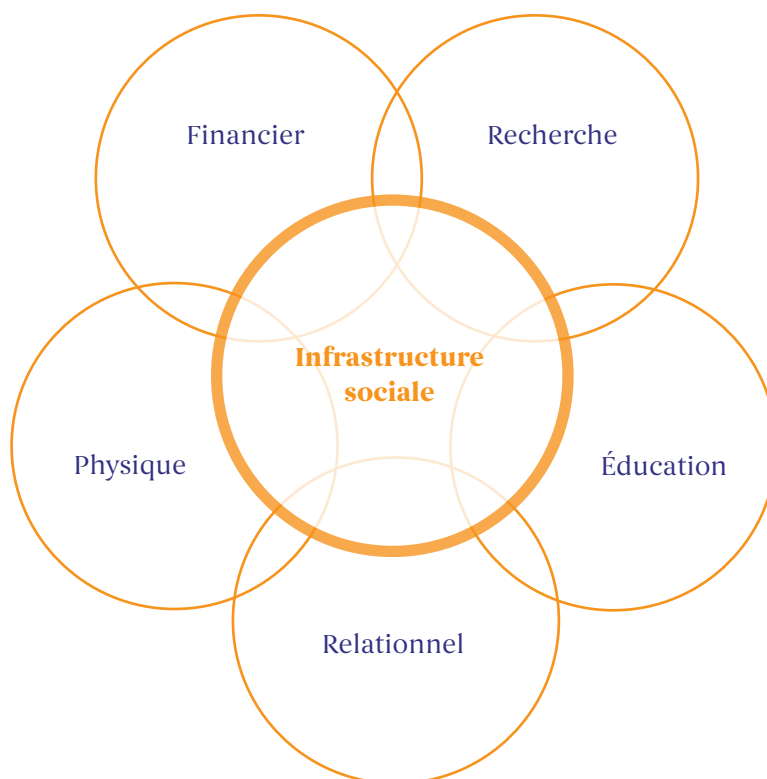 Financier
Recherche
Infrastructure
sociale
Physique
Éducation
Relationnel